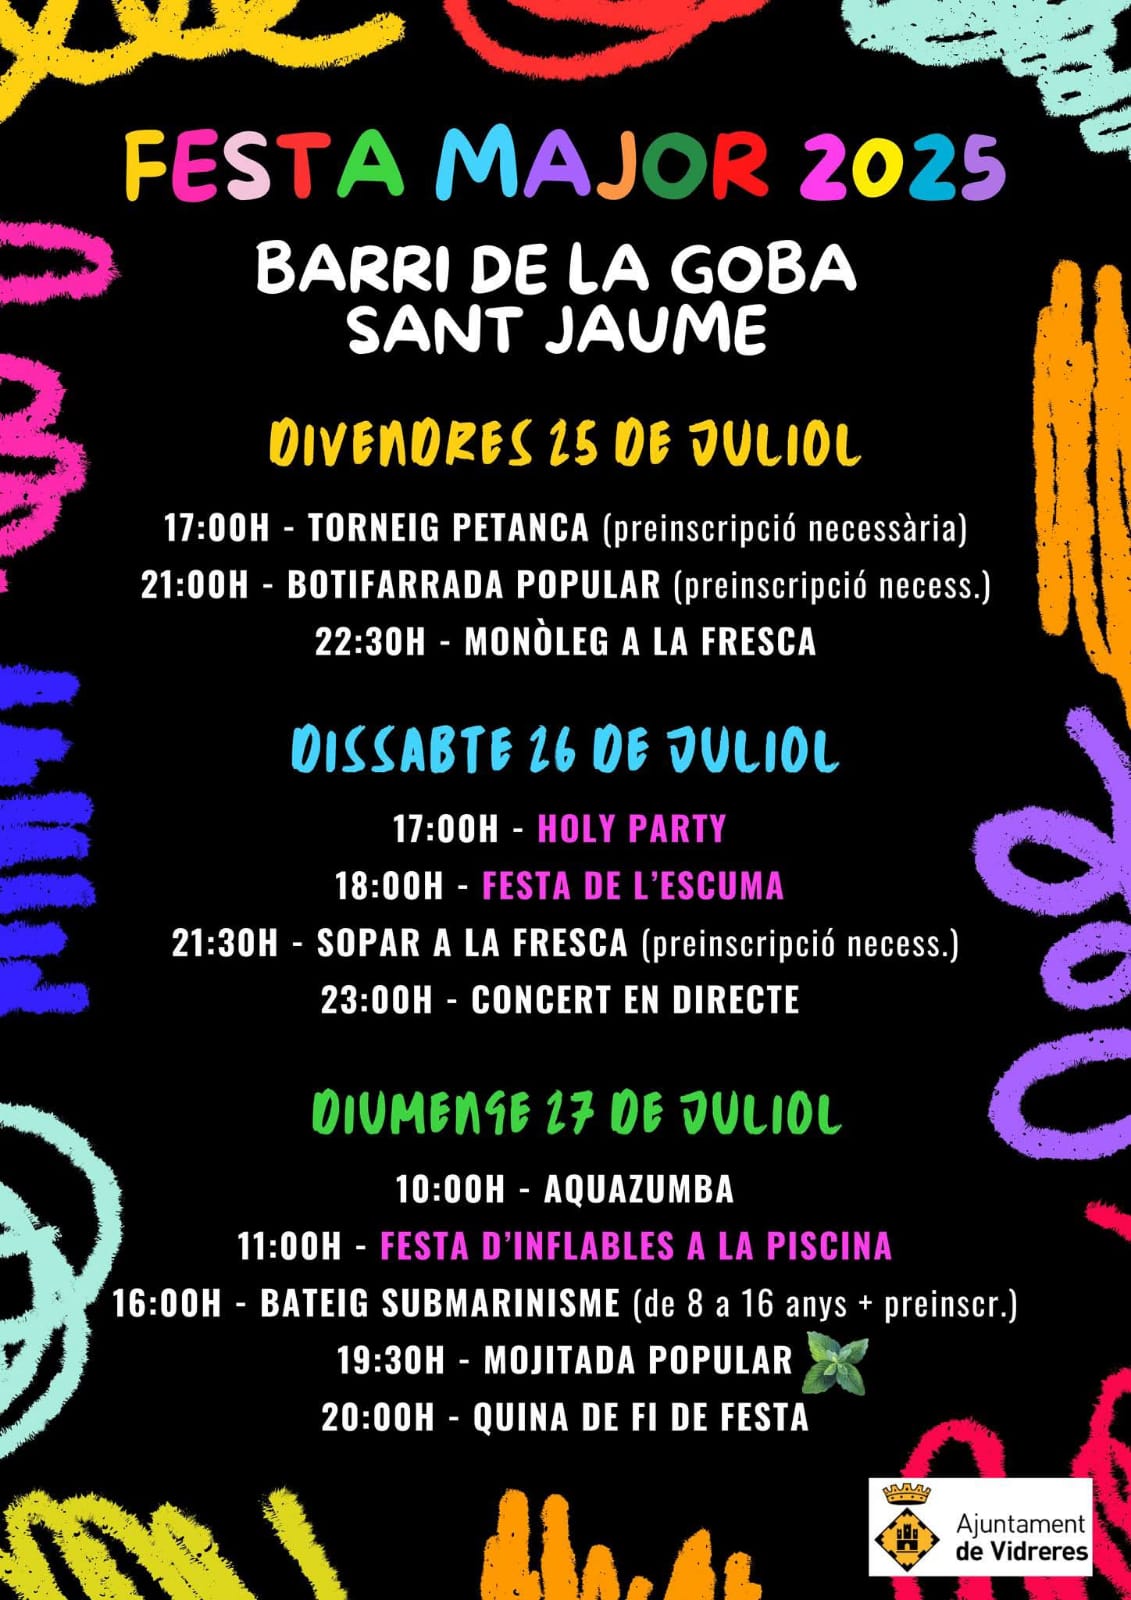 FESTA MAJOR 2025
BARRI DE LA GOBA
SANT JAUME
DIVENDRES 25 DE JULIOL
17:00H - TORNEIG PETANCA (preinscripció necessària)
21:00H - BOTIFARRADA POPULAR (preinscripció necess.)
22:30H - MONÒLEG A LA FRESCA
DISSABTE 26 DE JULIOL
17:00H - HOLY PARTY
18:00H - FESTA DE L'ESCUMA
21:30H - SOPAR A LA FRESCA (preinscripció necess.)
23:00H - CONCERT EN DIRECTE
DIUMENGE 27 DE JULIOL
10:00H - AQUAZUMBA
11:00H - FESTA D'INFLABLES A LA PISCINA
16:00H - BATEIG SUBMARINISME (de 8 a 16 anys + preinscr.)
19:30H - MOJITADA POPULAR
20:00H - QUINA DE FI DE FESTA
Ajuntament
de Vidreres